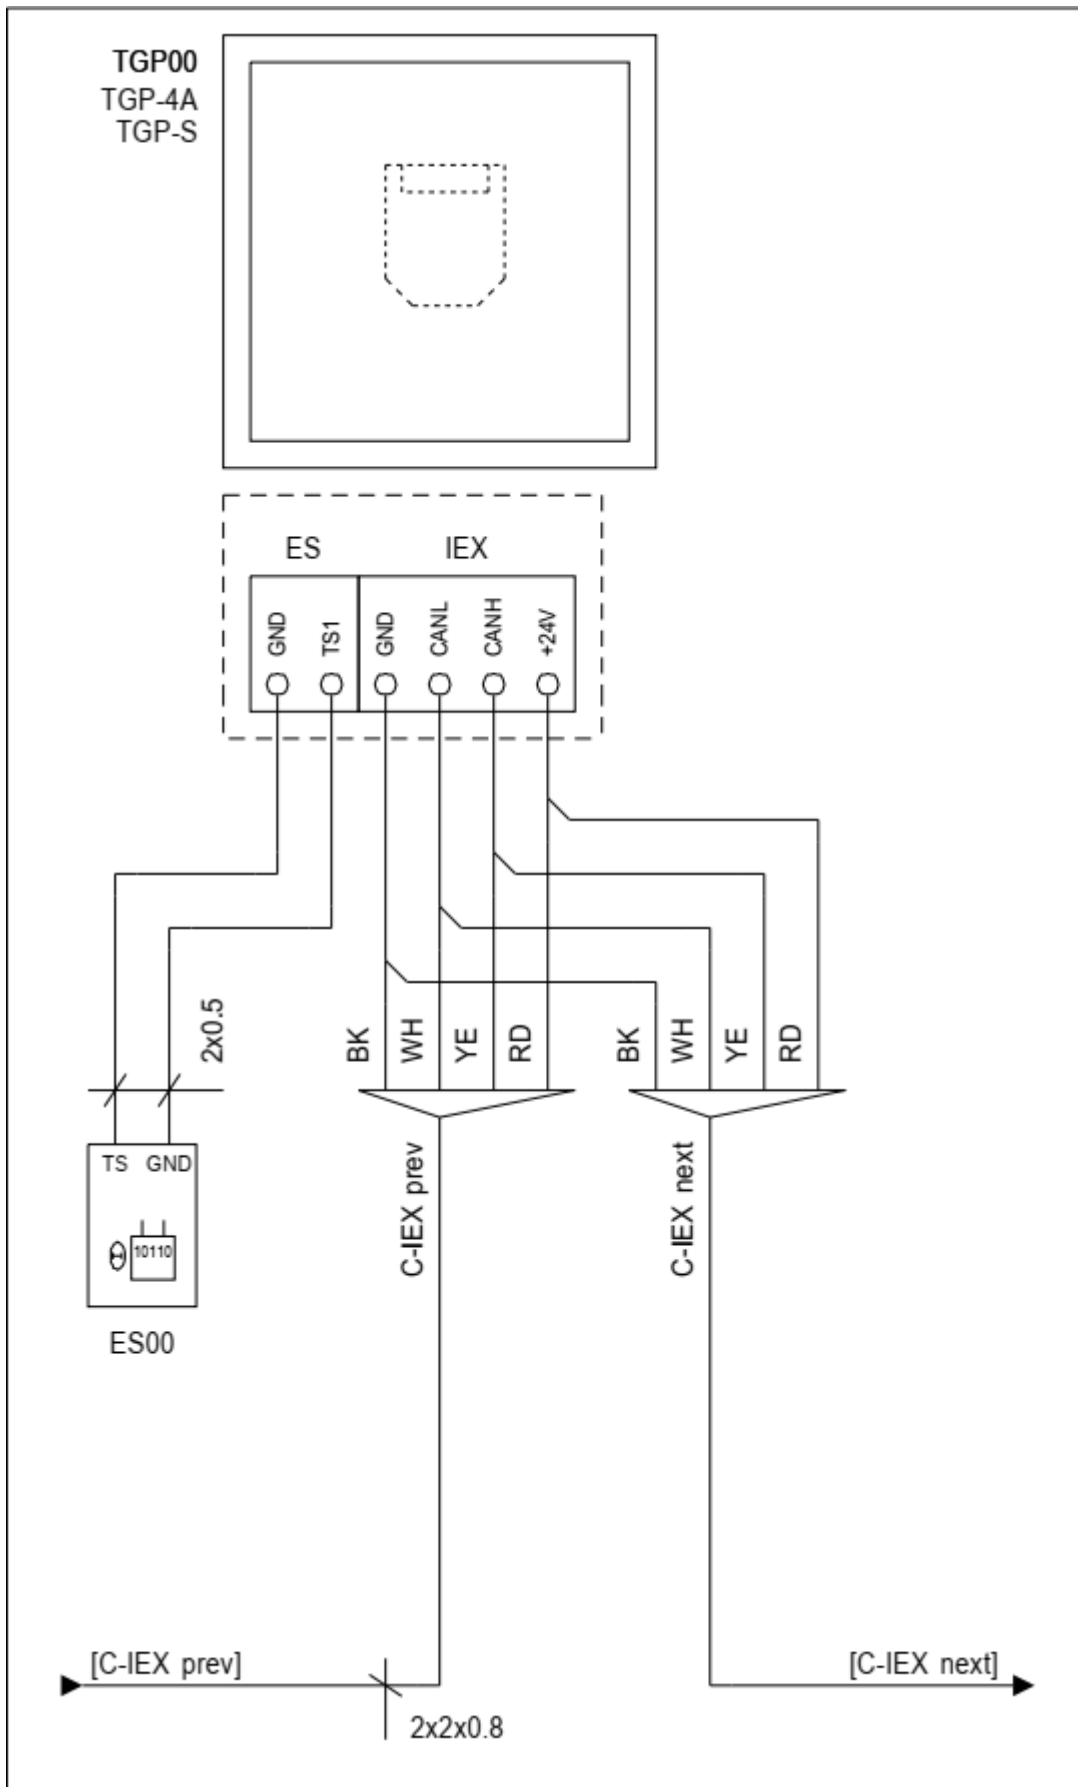 TGP00
TGP-4A
TGP-S
ES IEX
GND TS1 GND CANL CANH +24V
2x0.5 BK WH YE RD BK WH YE RD
TS GND
10110
ES00
C-IEX prev C-IEX next
[C-IEX prev] [C-IEX next]
2x2x0.8